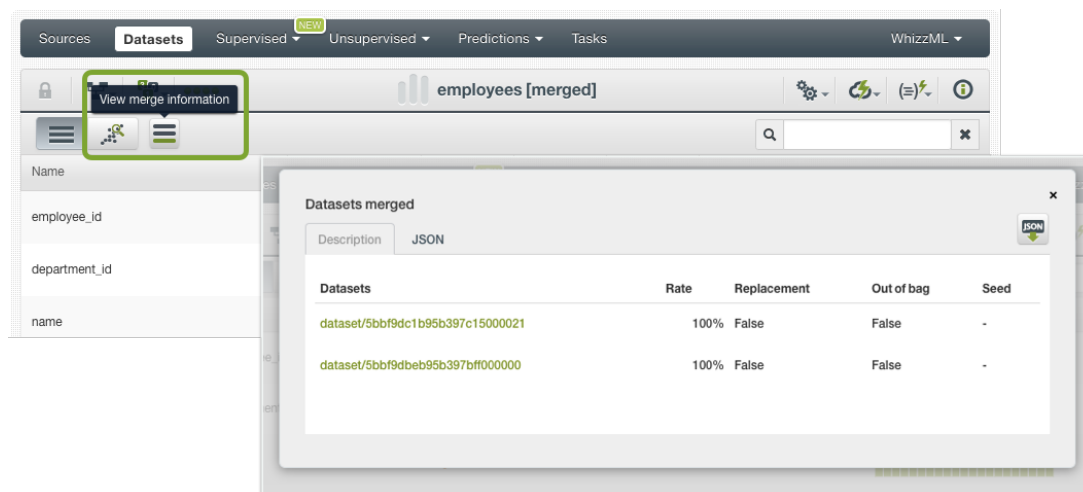 NEW
Sources Datasets Supervised Unsupervised Predictions Tasks WhizzML
employees [merged]
View merge information
Name
employee_id
department_id
name
Datasets merged
×
Description JSON
JSON
Datasets Rate Replacement Out of bag Seed
dataset/5bbf9dc1b95b397c15000021 100% False False -
dataset/5bbf9dbeb95b397bff000000 100% False False -